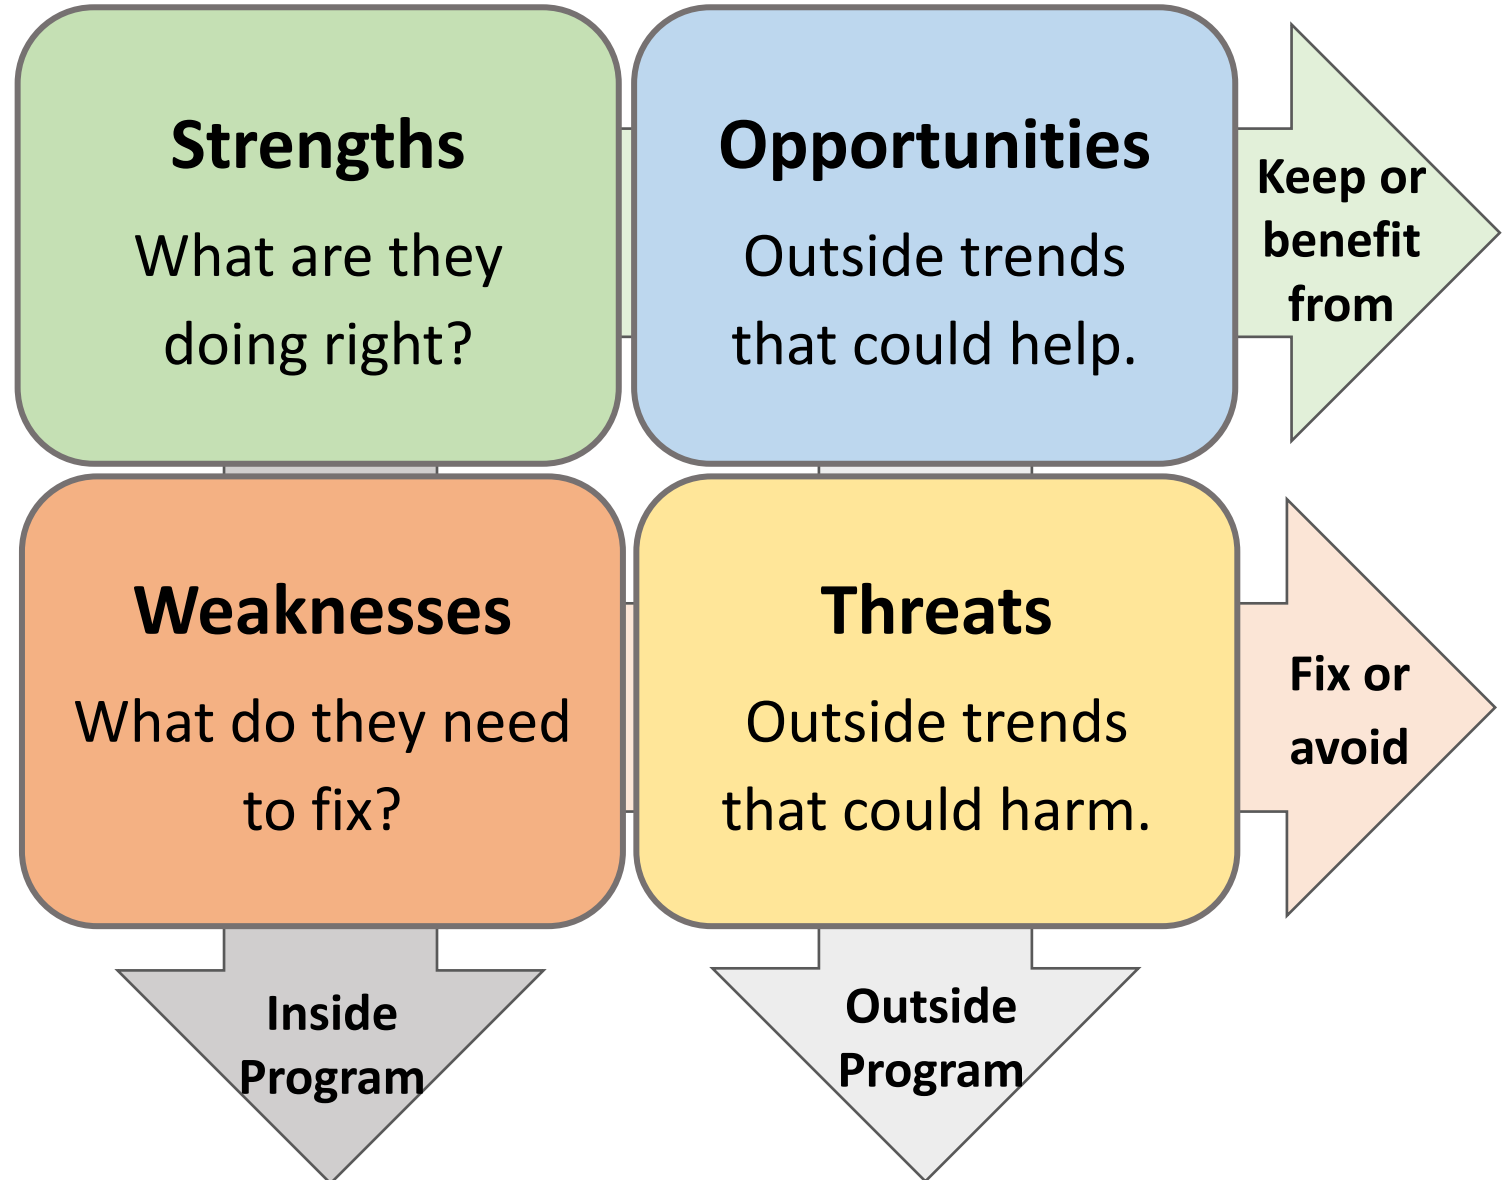 Strengths
What are they
doing right?
Opportunities
Outside trends
that could help.
Keep or
benefit
from
Weaknesses
What do they need
to fix?
Threats
Outside trends
that could harm.
Fix or
avoid
Inside
Program
Outside
Program